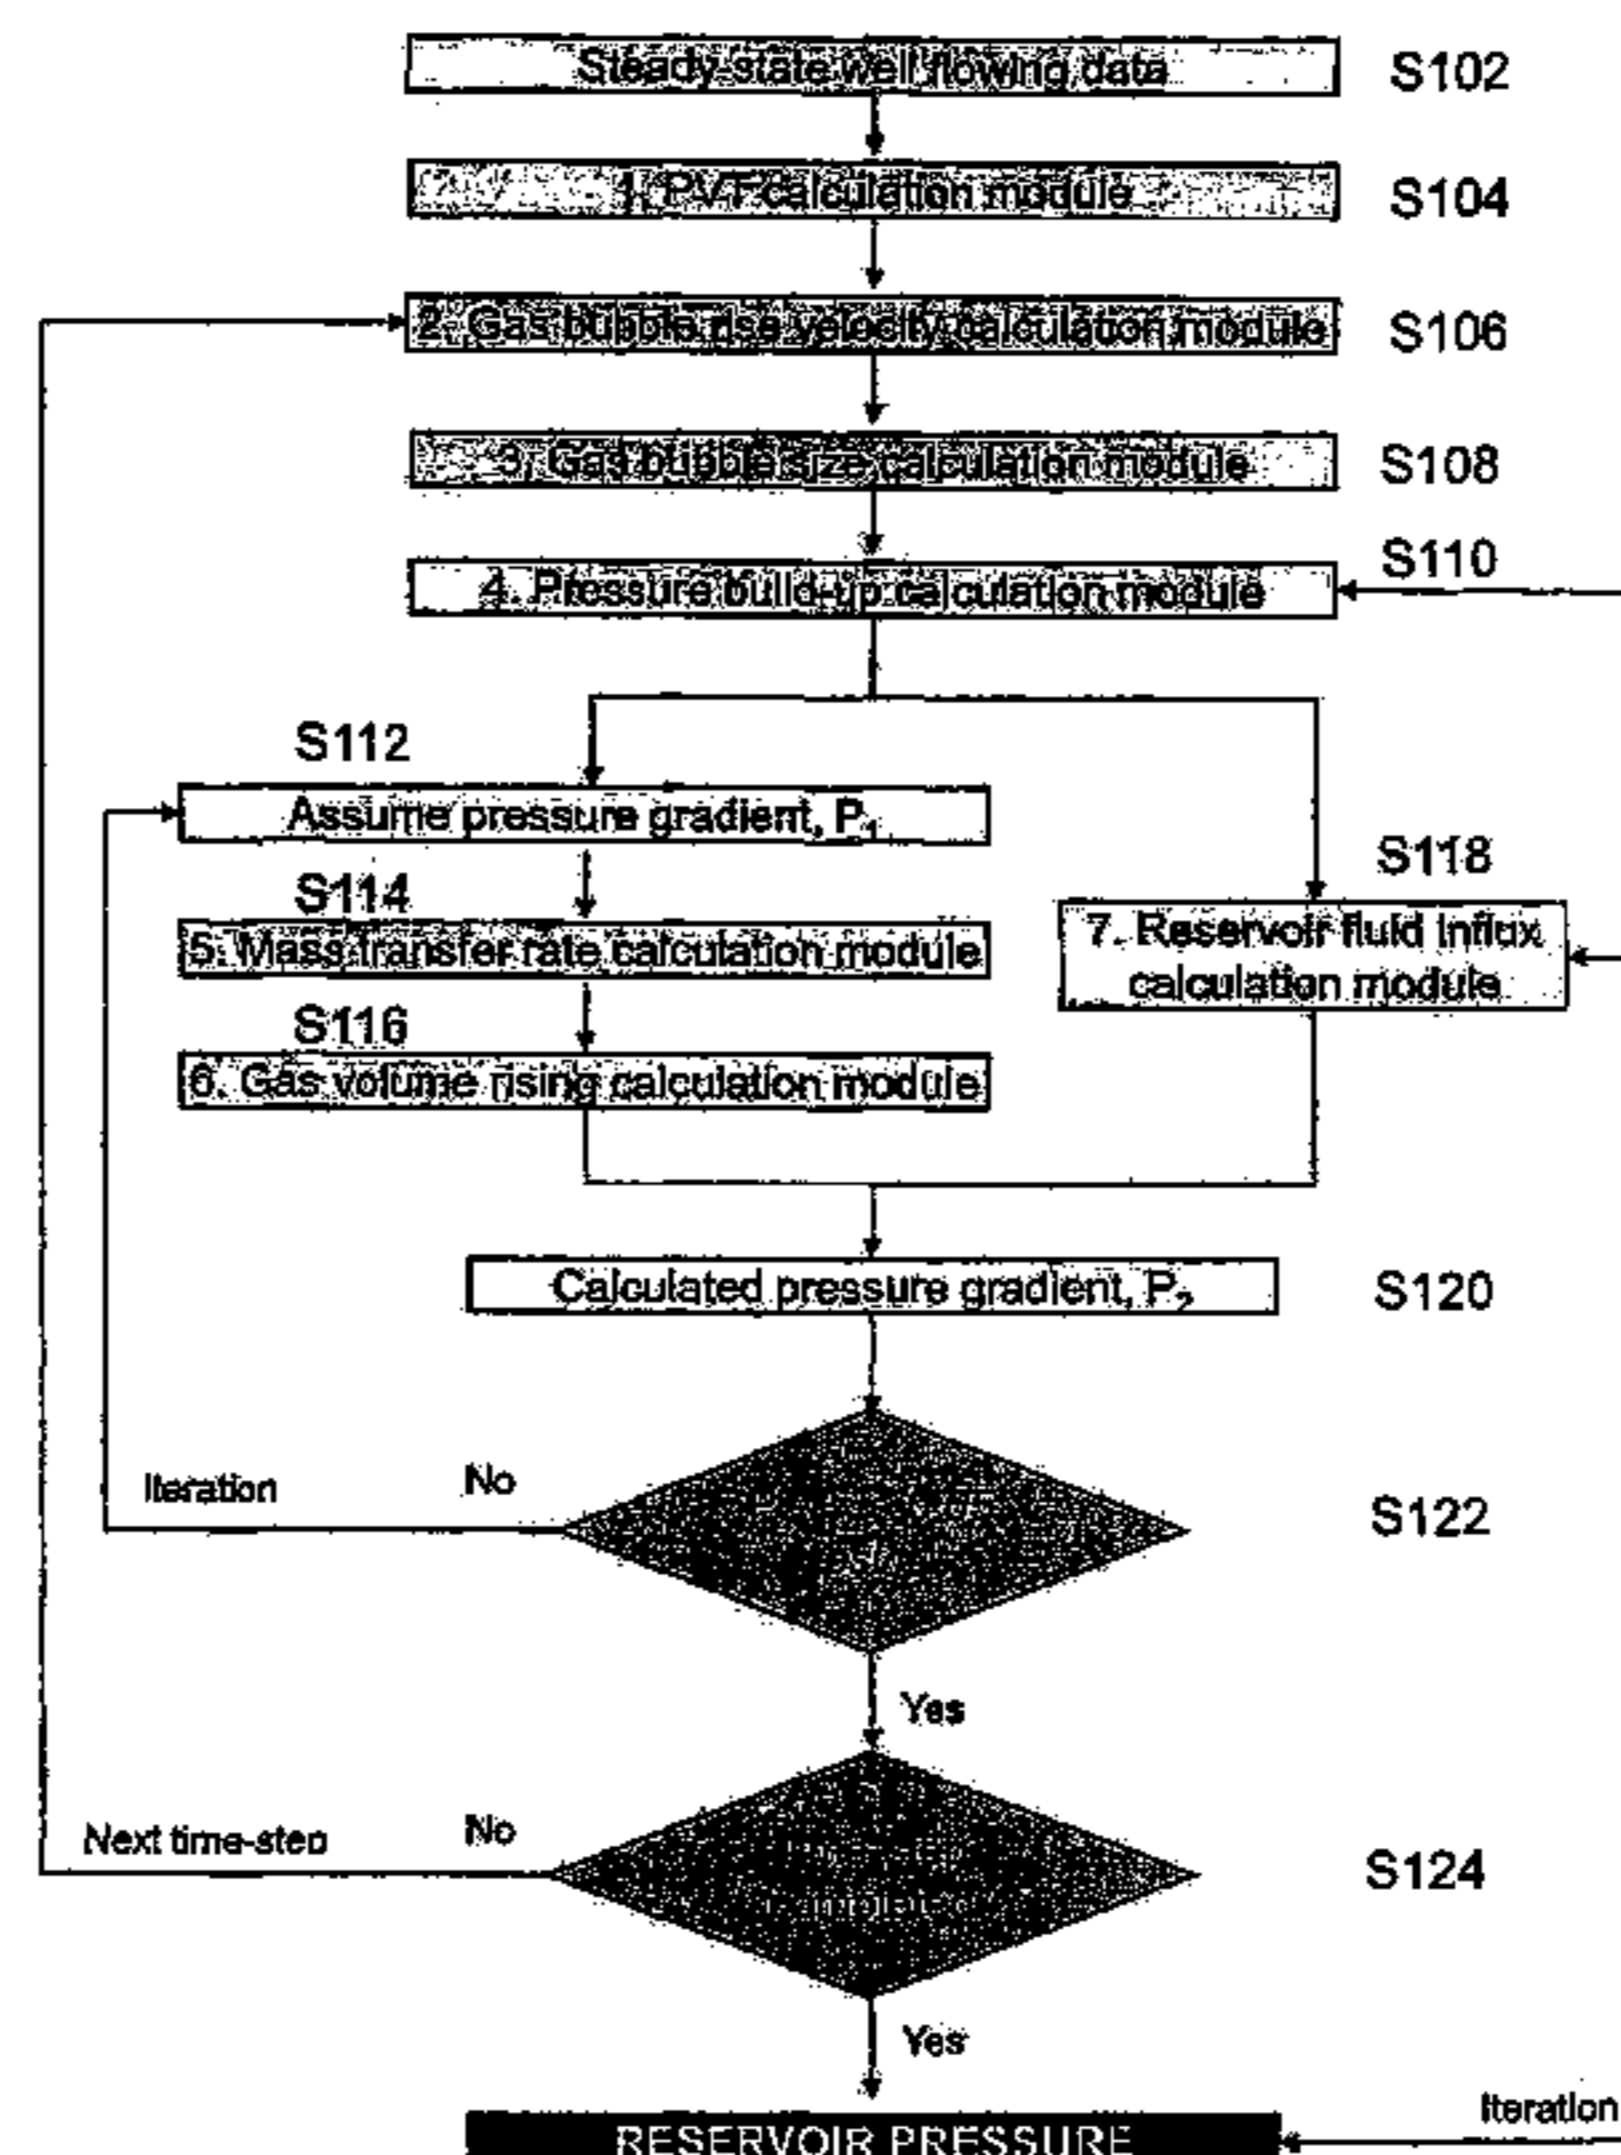 Steady-state well flowing data
S102
1. PVT calculation module
S104
2. Gas bubble rise velocity calculation module
S106
3. Gas bubble size calculation module
S108
4. Pressure build-up calculation module
S110
S112
Assume pressure gradient, P₁
S114
5. Mass transfer rate calculation module
S116
6. Gas volume rising calculation module
S118
7. Reservoir fluid influx
calculation module
Calculated pressure gradient, P₂
S120
Iteration
No
S122
Yes
Next time-step
No
S124
Yes
Iteration
RESERVOIR PRESSURE